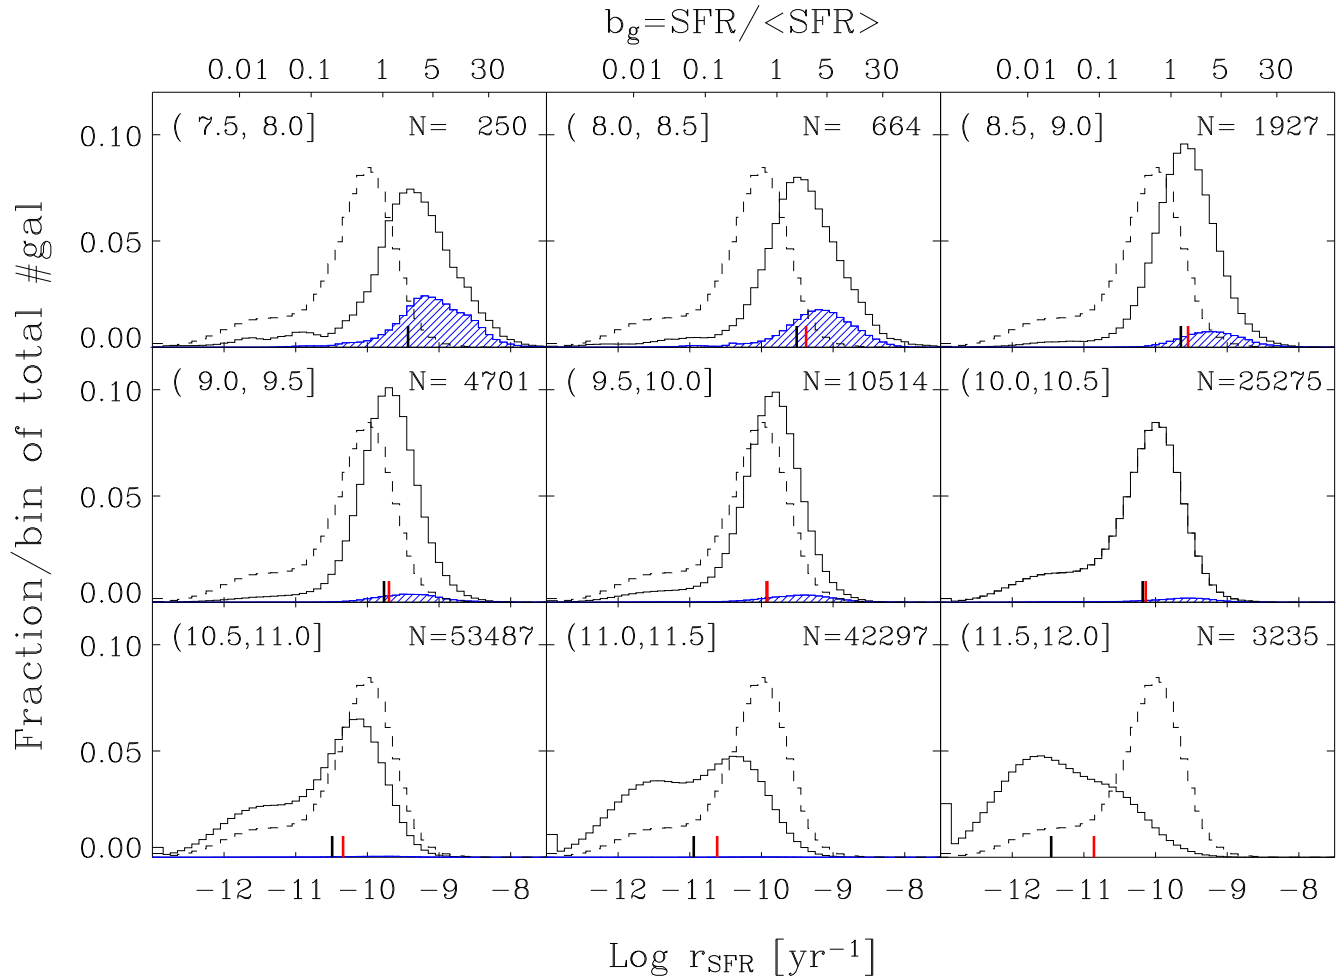 b_g=SFR/<SFR>
0.01 0.1 1 5 30 0.01 0.1 1 5 30 0.01 0.1 1 5 30
( 7.5, 8.0] N= 250 ( 8.0, 8.5] N= 664 ( 8.5, 9.0] N= 1927
0.10
0.05
0.00
( 9.0, 9.5] N= 4701 ( 9.5,10.0] N=10514 (10.0,10.5] N=25275
0.10
0.05
0.00
(10.5,11.0] N=53487 (11.0,11.5] N=42297 (11.5,12.0] N= 3235
0.10
0.05
0.00
-12 -11 -10 -9 -8 -12 -11 -10 -9 -8 -12 -11 -10 -9 -8
Fraction/bin of total #gal
Log r_SFR [yr⁻¹]